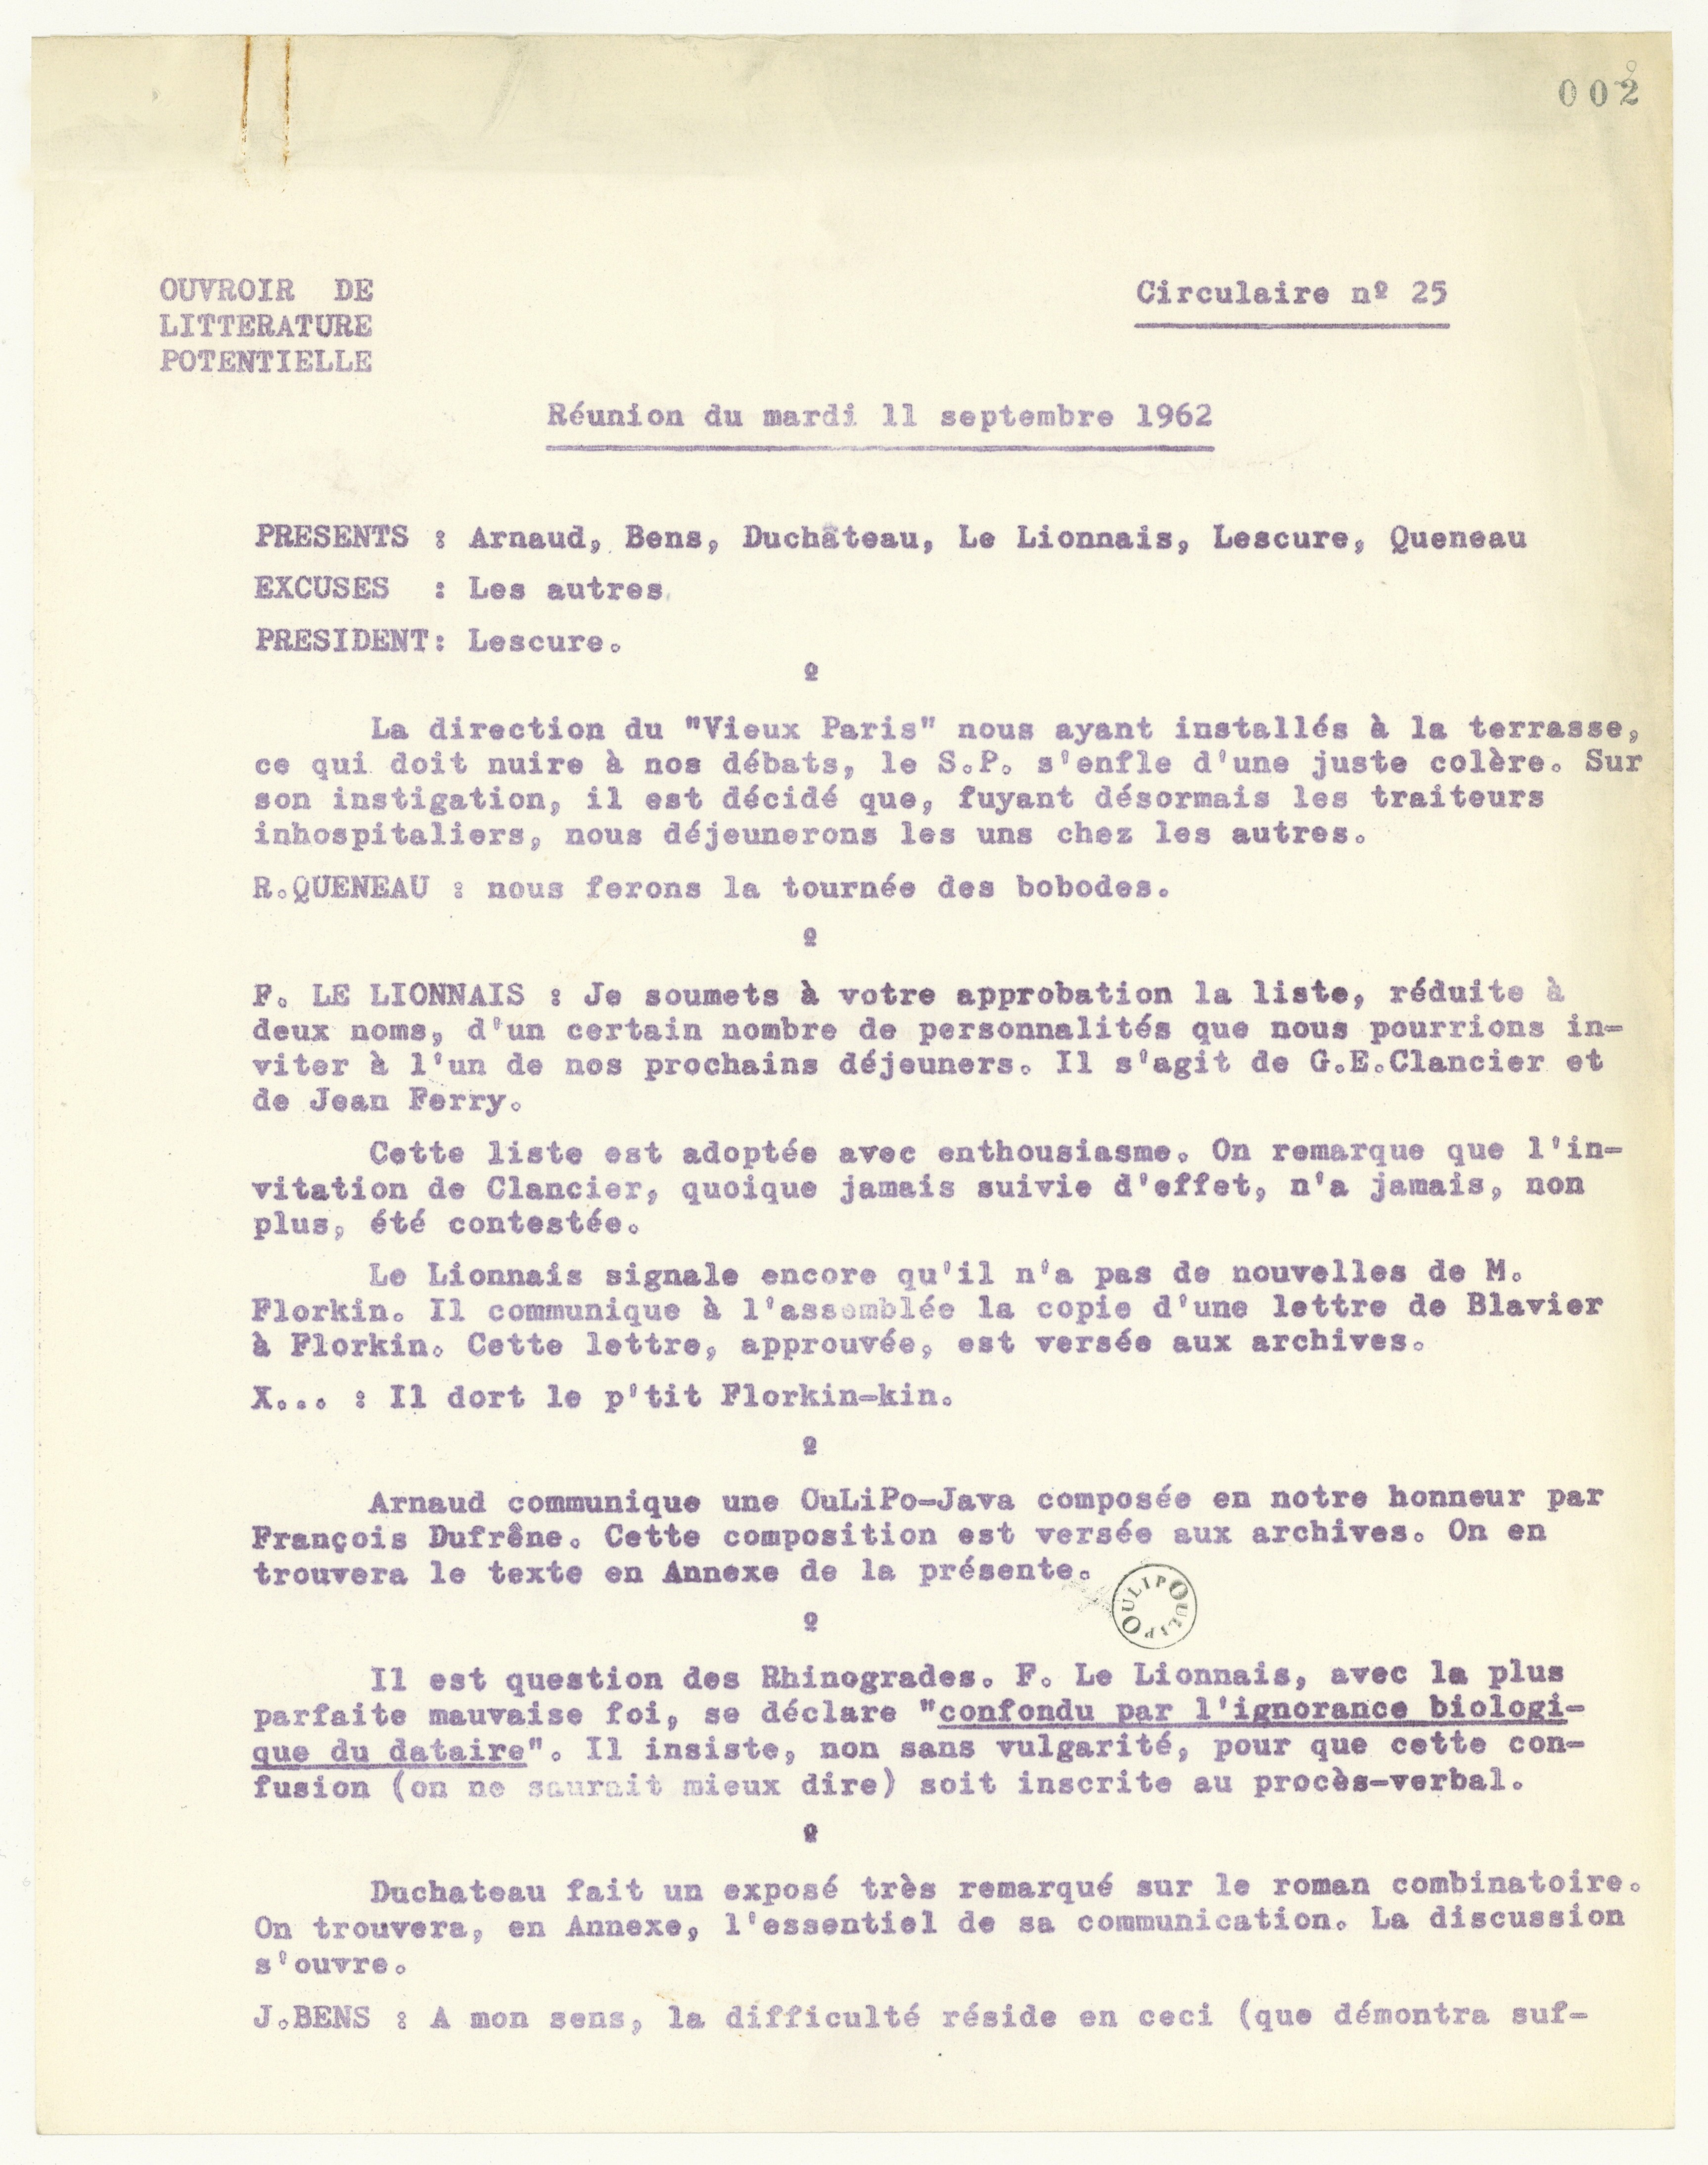 002
OUVROIR DE
LITTERATURE
POTENTIELLE
Circulaire nº 25
Réunion du mardi 11 septembre 1962
PRESENTS : Arnaud, Bens, Duchâteau, Le Lionnais, Lescure, Queneau
EXCUSES : Les autres
PRESIDENT: Lescure.
º
La direction du "Vieux Paris" nous ayant installés à la terrasse,
ce qui doit nuire à nos débats, le S.P. s'enfle d'une juste colère. Sur
son instigation, il est décidé que, fuyant désormais les traiteurs
inhospitaliers, nous déjeunerons les uns chez les autres.
R.QUENEAU : nous ferons la tournée des bobodes.
º
F. LE LIONNAIS : Je soumets à votre approbation la liste, réduite à
deux noms, d'un certain nombre de personnalités que nous pourrions in-
viter à l'un de nos prochains déjeuners. Il s'agit de G.E.Clancier et
de Jean Ferry.
Cette liste est adoptée avec enthousiasme. On remarque que l'in-
vitation de Clancier, quoique jamais suivie d'effet, n'a jamais, non
plus, été contestée.
Le Lionnais signale encore qu'il n'a pas de nouvelles de M.
Florkin. Il communique à l'assemblée la copie d'une lettre de Blavier
à Florkin. Cette lettre, approuvée, est versée aux archives.
X... : Il dort le p'tit Florkin-kin.
º
Arnaud communique une OuLiPo-Java composée en notre honneur par
François Dufrêne. Cette composition est versée aux archives. On en
trouvera le texte en Annexe de la présente.
OULIPO OULIPO
º
Il est question des Rhinogrades. F. Le Lionnais, avec la plus
parfaite mauvaise foi, se déclare "confondu par l'ignorance biologi-
que du dataire". Il insiste, non sans vulgarité, pour que cette con-
fusion (on ne saurait mieux dire) soit inscrite au procès-verbal.
º
Duchateau fait un exposé très remarqué sur le roman combinatoire.
On trouvera, en Annexe, l'essentiel de sa communication. La discussion
s'ouvre.
J.BENS : A mon sens, la difficulté réside en ceci (que démontra suf-